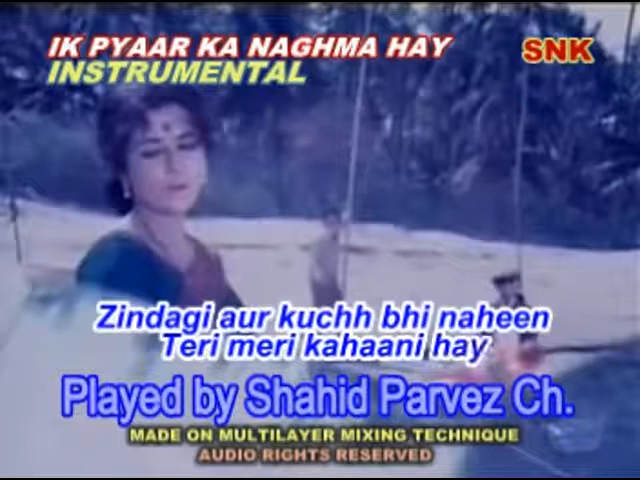 IK PYAAR KA NAGHMA HAY
SNK
INSTRUMENTAL
Zindagi aur kuchh bhi naheen
Teri meri kahaani hay
Played by Shahid Parvez Ch.
MADE ON MULTILAYER MIXING TECHNIQUE
AUDIO RIGHTS RESERVED